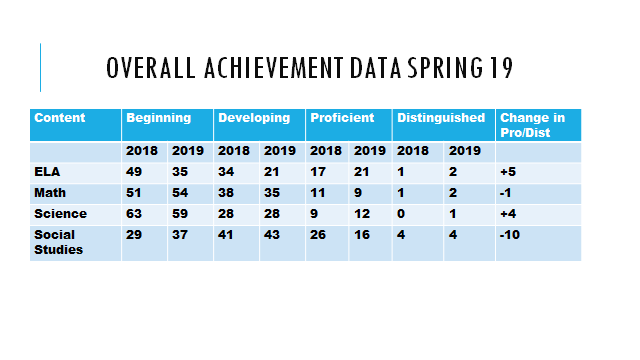 OVERALL ACHIEVEMENT DATA SPRING 19
Content Beginning Developing Proficient Distinguished Change in
Pro/Dist
2018 2019 2018 2019 2018 2019 2018 2019
ELA 49 35 34 21 17 21 1 2 +5
Math 51 54 38 35 11 9 1 2 -1
Science 63 59 28 28 9 12 0 1 +4
Social 29 37 41 43 26 16 4 4 -10
Studies